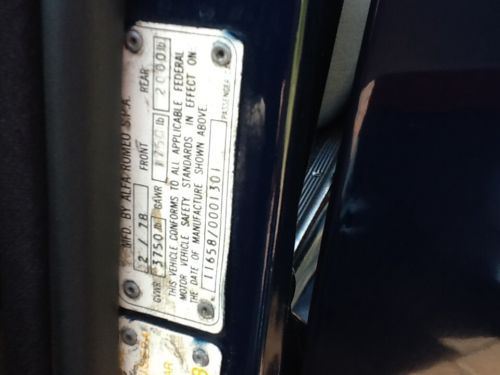 MFD. BY ALFA-ROMEO S.P.A.
2 / 78 FRONT REAR
GVWR 3750 lb GAWR 1750 lb 2000 lb
THIS VEHICLE CONFORMS TO ALL APPLICABLE FEDERAL
MOTOR VEHICLE SAFETY STANDARDS IN EFFECT ON
THE DATE OF MANUFACTURE SHOWN ABOVE.
11658/0001301 PASSENGER
AR